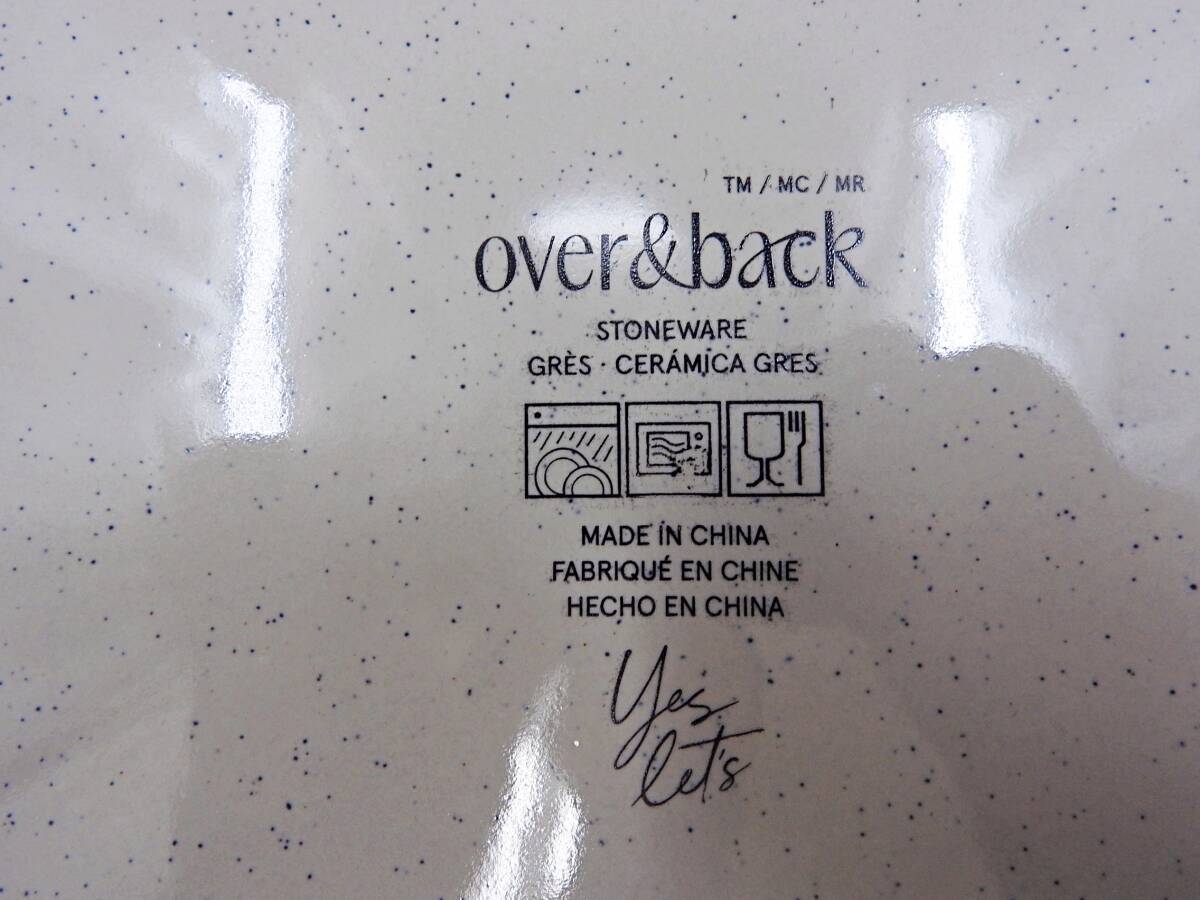 TM / MC / MR
over&back
STONEWARE
GRÈS · CERÁMICA GRES
MADE IN CHINA
FABRIQUÉ EN CHINE
HECHO EN CHINA
Yes
let's